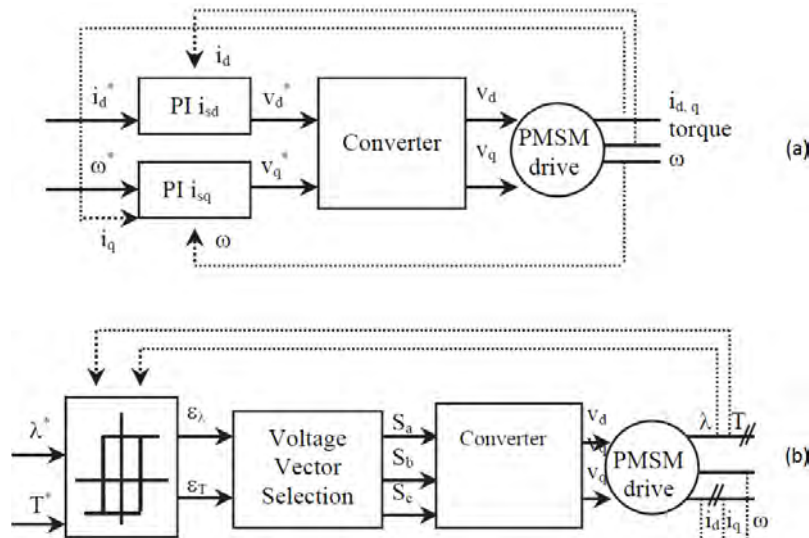 i_d
i_d*
PI i_sd
v_d*
Converter
v_d
PMSM
drive
i_d, q
torque
ω
(a)
ω*
PI i_sq
v_q*
v_q
i_q
ω
λ*
T*
ε_λ
ε_T
Voltage
Vector
Selection
S_a
S_b
S_c
Converter
v_d
v_q
v_q
PMSM
drive
λ T
i_d i_q ω
(b)